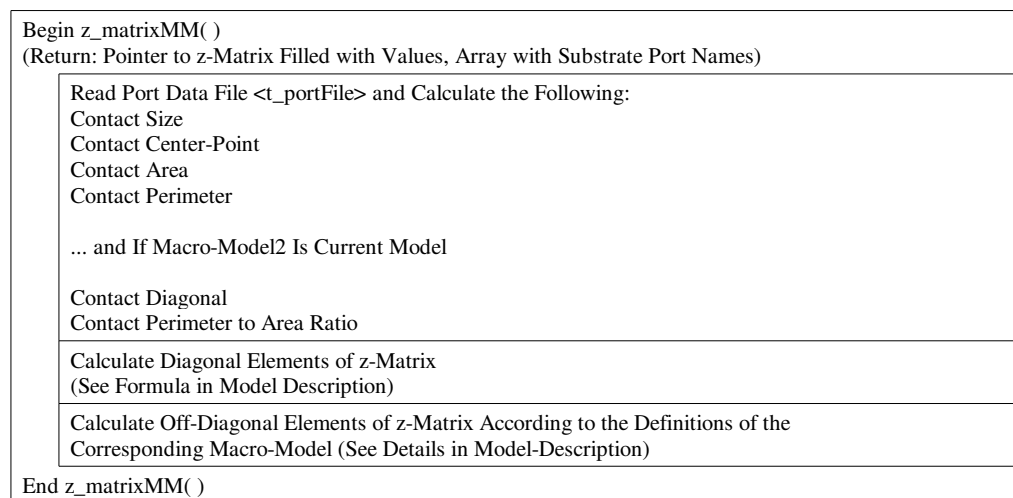 Begin z_matrixMM( )
(Return: Pointer to z-Matrix Filled with Values, Array with Substrate Port Names)
Read Port Data File <t_portFile> and Calculate the Following:
Contact Size
Contact Center-Point
Contact Area
Contact Perimeter
... and If Macro-Model2 Is Current Model
Contact Diagonal
Contact Perimeter to Area Ratio
Calculate Diagonal Elements of z-Matrix
(See Formula in Model Description)
Calculate Off-Diagonal Elements of z-Matrix According to the Definitions of the
Corresponding Macro-Model (See Details in Model-Description)
End z_matrixMM( )